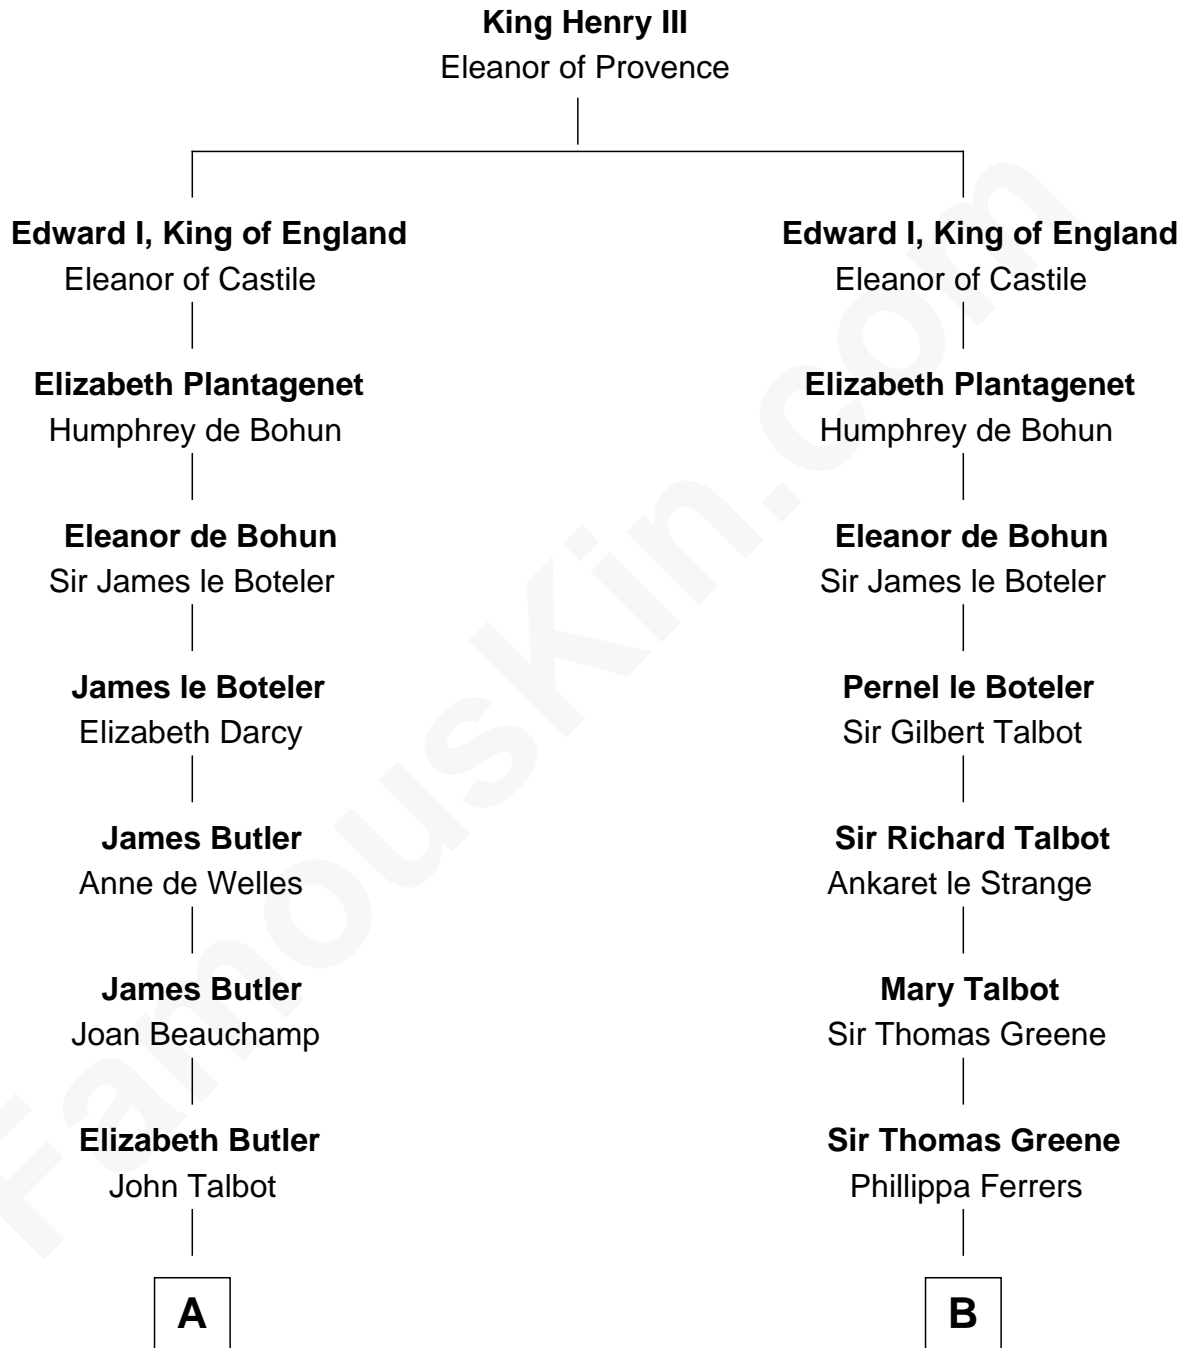 King Henry III
Eleanor of Provence
Edward I, King of England
Eleanor of Castile
Edward I, King of England
Eleanor of Castile
Elizabeth Plantagenet
Humphrey de Bohun
Elizabeth Plantagenet
Humphrey de Bohun
Eleanor de Bohun
Sir James le Boteler
Eleanor de Bohun
Sir James le Boteler
James le Boteler
Elizabeth Darcy
Pernel le Boteler
Sir Gilbert Talbot
James Butler
Anne de Welles
Sir Richard Talbot
Ankaret le Strange
James Butler
Joan Beauchamp
Mary Talbot
Sir Thomas Greene
Elizabeth Butler
John Talbot
Sir Thomas Greene
Phillippa Ferrers
A
B
FamousKin.com